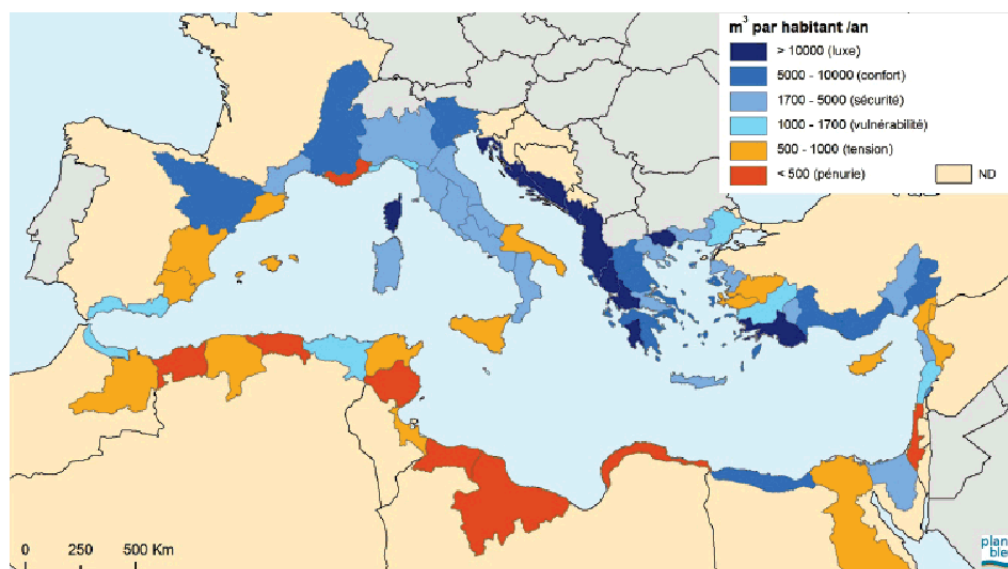 m³ par habitant /an
> 10000 (luxe)
5000 - 10000 (confort)
1700 - 5000 (sécurité)
1000 - 1700 (vulnérabilité)
500 - 1000 (tension)
< 500 (pénurie)
ND
0 250 500 Km
plan
ble